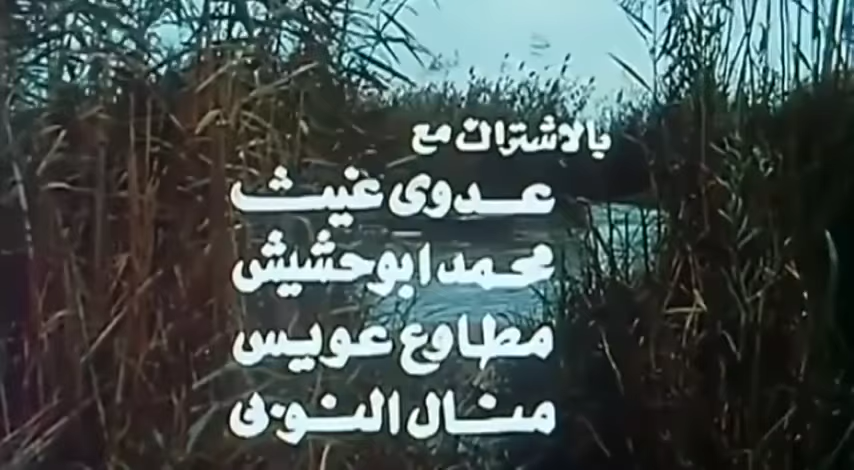 بالاشتراك مع
عدوى غيث
محمد ابوحشيش
مطاوع عويس
منال النوبى